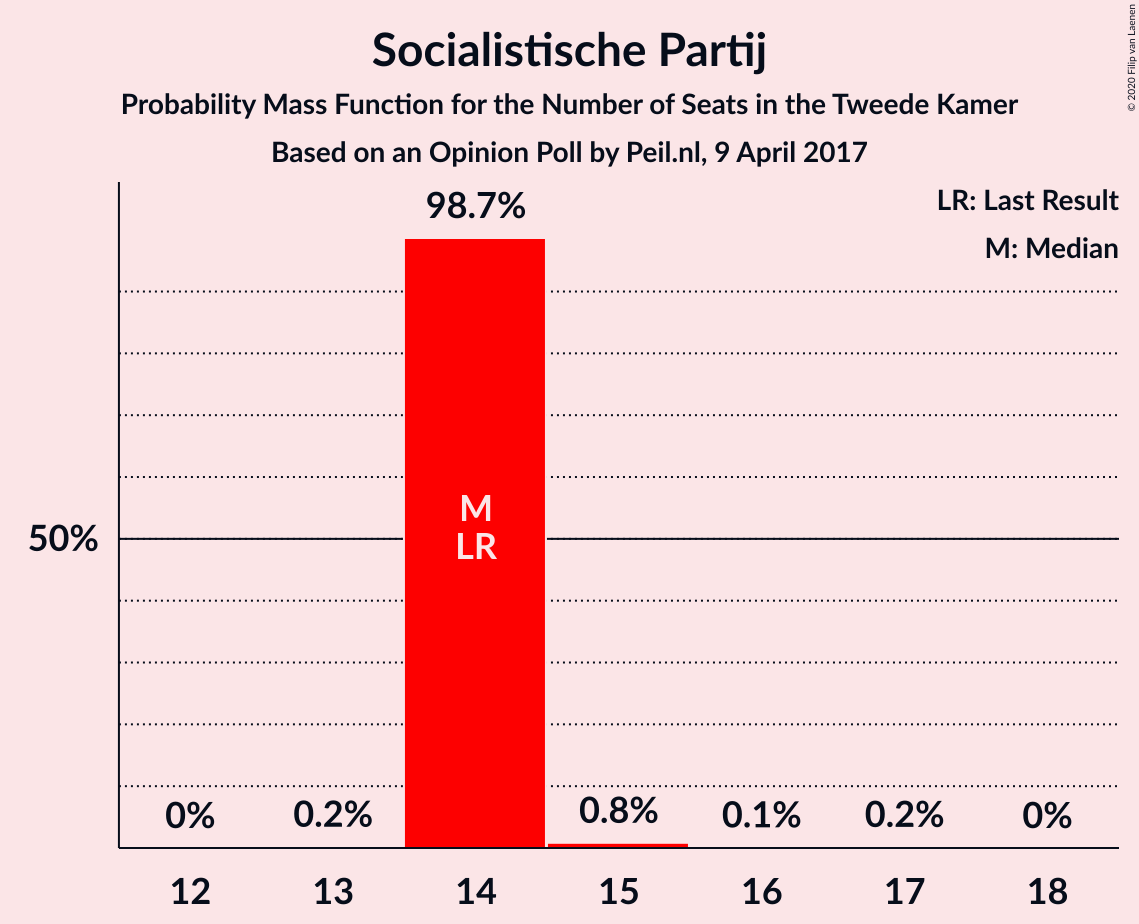 Socialistische Partij
Probability Mass Function for the Number of Seats in the Tweede Kamer
Based on an Opinion Poll by Peil.nl, 9 April 2017
© 2020 Filip van Laenen
LR: Last Result
M: Median
98.7%
M
LR
50%
0%
0.2%
0.8%
0.1%
0.2%
0%
12
13
14
15
16
17
18